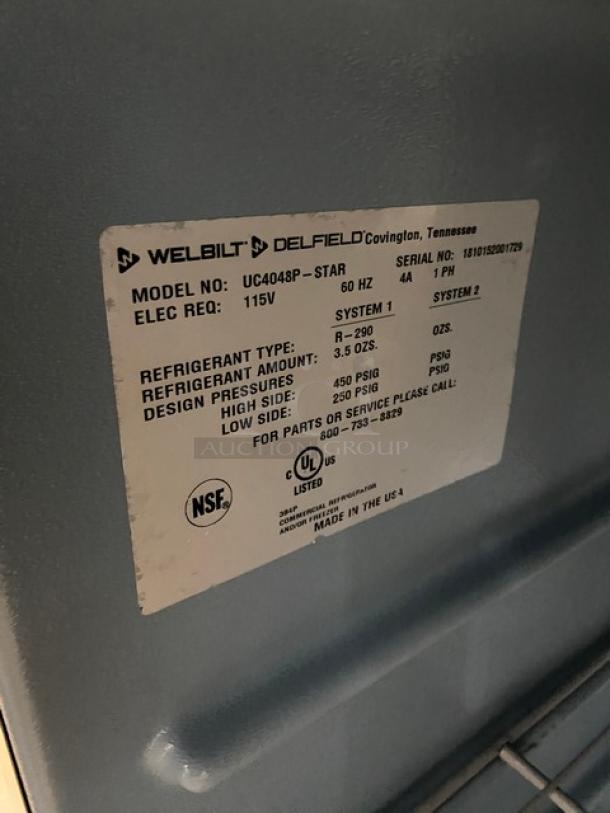 WELBILT DELFIELD Covington, Tennessee
MODEL NO: UC4048P-STAR SERIAL NO: 1810152001729
ELEC REQ: 115V 60 HZ 4A 1 PH
SYSTEM 1 SYSTEM 2
REFRIGERANT TYPE: R-290
REFRIGERANT AMOUNT: 3.5 OZS. OZS.
DESIGN PRESSURES
HIGH SIDE: 450 PSIG PSIG
LOW SIDE: 250 PSIG PSIG
FOR PARTS OR SERVICE PLEASE CALL:
800-733-8829
AUCTION GROUP
C UL US
LISTED
NSF®
394P
COMMERCIAL REFRIGERATOR
AND/OR FREEZER
MADE IN THE USA